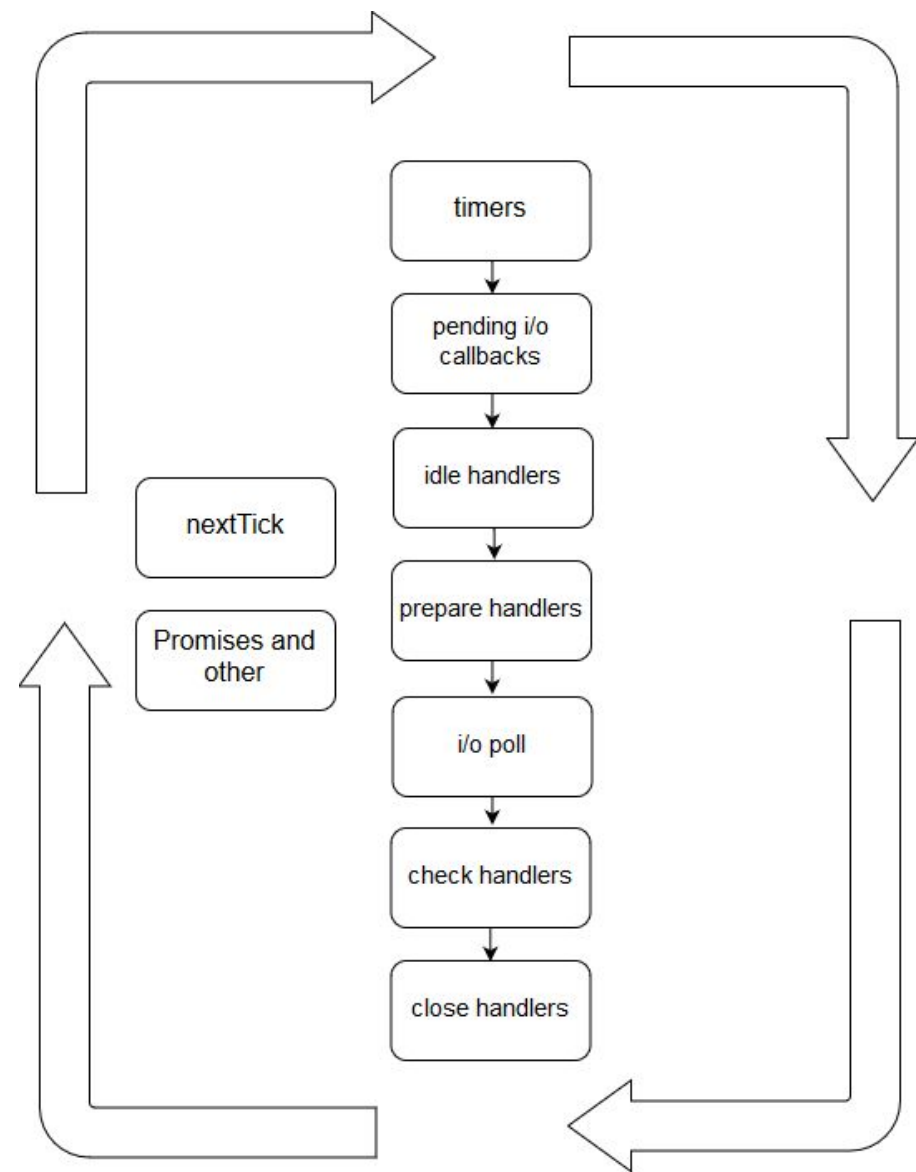 timers
pending i/o
callbacks
idle handlers
nextTick
prepare handlers
Promises and
other
i/o poll
check handlers
close handlers